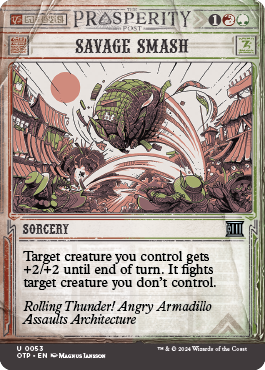 THE
PROSPERITY
POST
1
SAVAGE SMASH
SORCERY
Target creature you control gets
+2/+2 until end of turn. It fights
target creature you don't control.
Rolling Thunder! Angry Armadillo
Assaults Architecture
U 0053
OTP • EN MAGNUS JANSSON
™ & © 2024 Wizards of the Coast